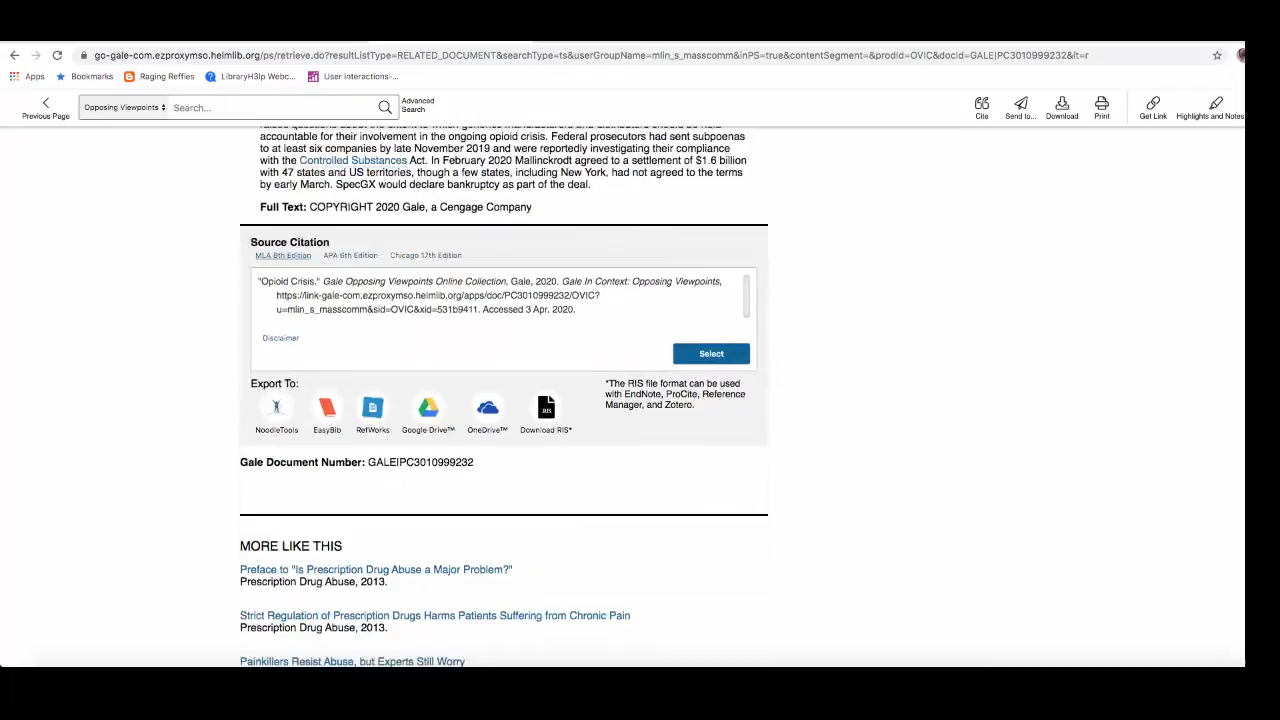 go-gale-com.ezproxymso.helmlib.org/ps/retrieve.do?resultListType=RELATED_DOCUMENT&searchType=ts&userGroupName=mlin_s_masscomm&inPS=true&contentSegment=&prodId=OVIC&docId=GALE|PC3010999232&it=r
Apps Bookmarks Raging Reffies LibraryH3lp Webc... User Interactions-...
Previous Page Opposing Viewpoints Search... Advanced Search Cite Send to... Download Print Get Link Highlights and Notes
accountable for their involvement in the ongoing opioid crisis. Federal prosecutors had sent subpoenas
to at least six companies by late November 2019 and were reportedly investigating their compliance
with the Controlled Substances Act. In February 2020 Mallinckrodt agreed to a settlement of $1.6 billion
with 47 states and US territories, though a few states, including New York, had not agreed to the terms
by early March. SpecGX would declare bankruptcy as part of the deal.
Full Text: COPYRIGHT 2020 Gale, a Cengage Company
Source Citation
MLA 8th Edition APA 6th Edition Chicago 17th Edition
"Opioid Crisis." Gale Opposing Viewpoints Online Collection, Gale, 2020. Gale In Context: Opposing Viewpoints,
https://link-gale-com.ezproxymso.helmlib.org/apps/doc/PC3010999232/OVIC?
u=mlin_s_masscomm&sid=OVIC&xid=531b9411. Accessed 3 Apr. 2020.
Disclaimer
Select
Export To:
*The RIS file format can be used
with EndNote, ProCite, Reference
Manager, and Zotero.
RIS
NoodleTools EasyBib RefWorks Google Drive™ OneDrive™ Download RIS*
Gale Document Number: GALE|PC3010999232
MORE LIKE THIS
Preface to "Is Prescription Drug Abuse a Major Problem?"
Prescription Drug Abuse, 2013.
Strict Regulation of Prescription Drugs Harms Patients Suffering from Chronic Pain
Prescription Drug Abuse, 2013.
Painkillers Resist Abuse, but Experts Still Worry